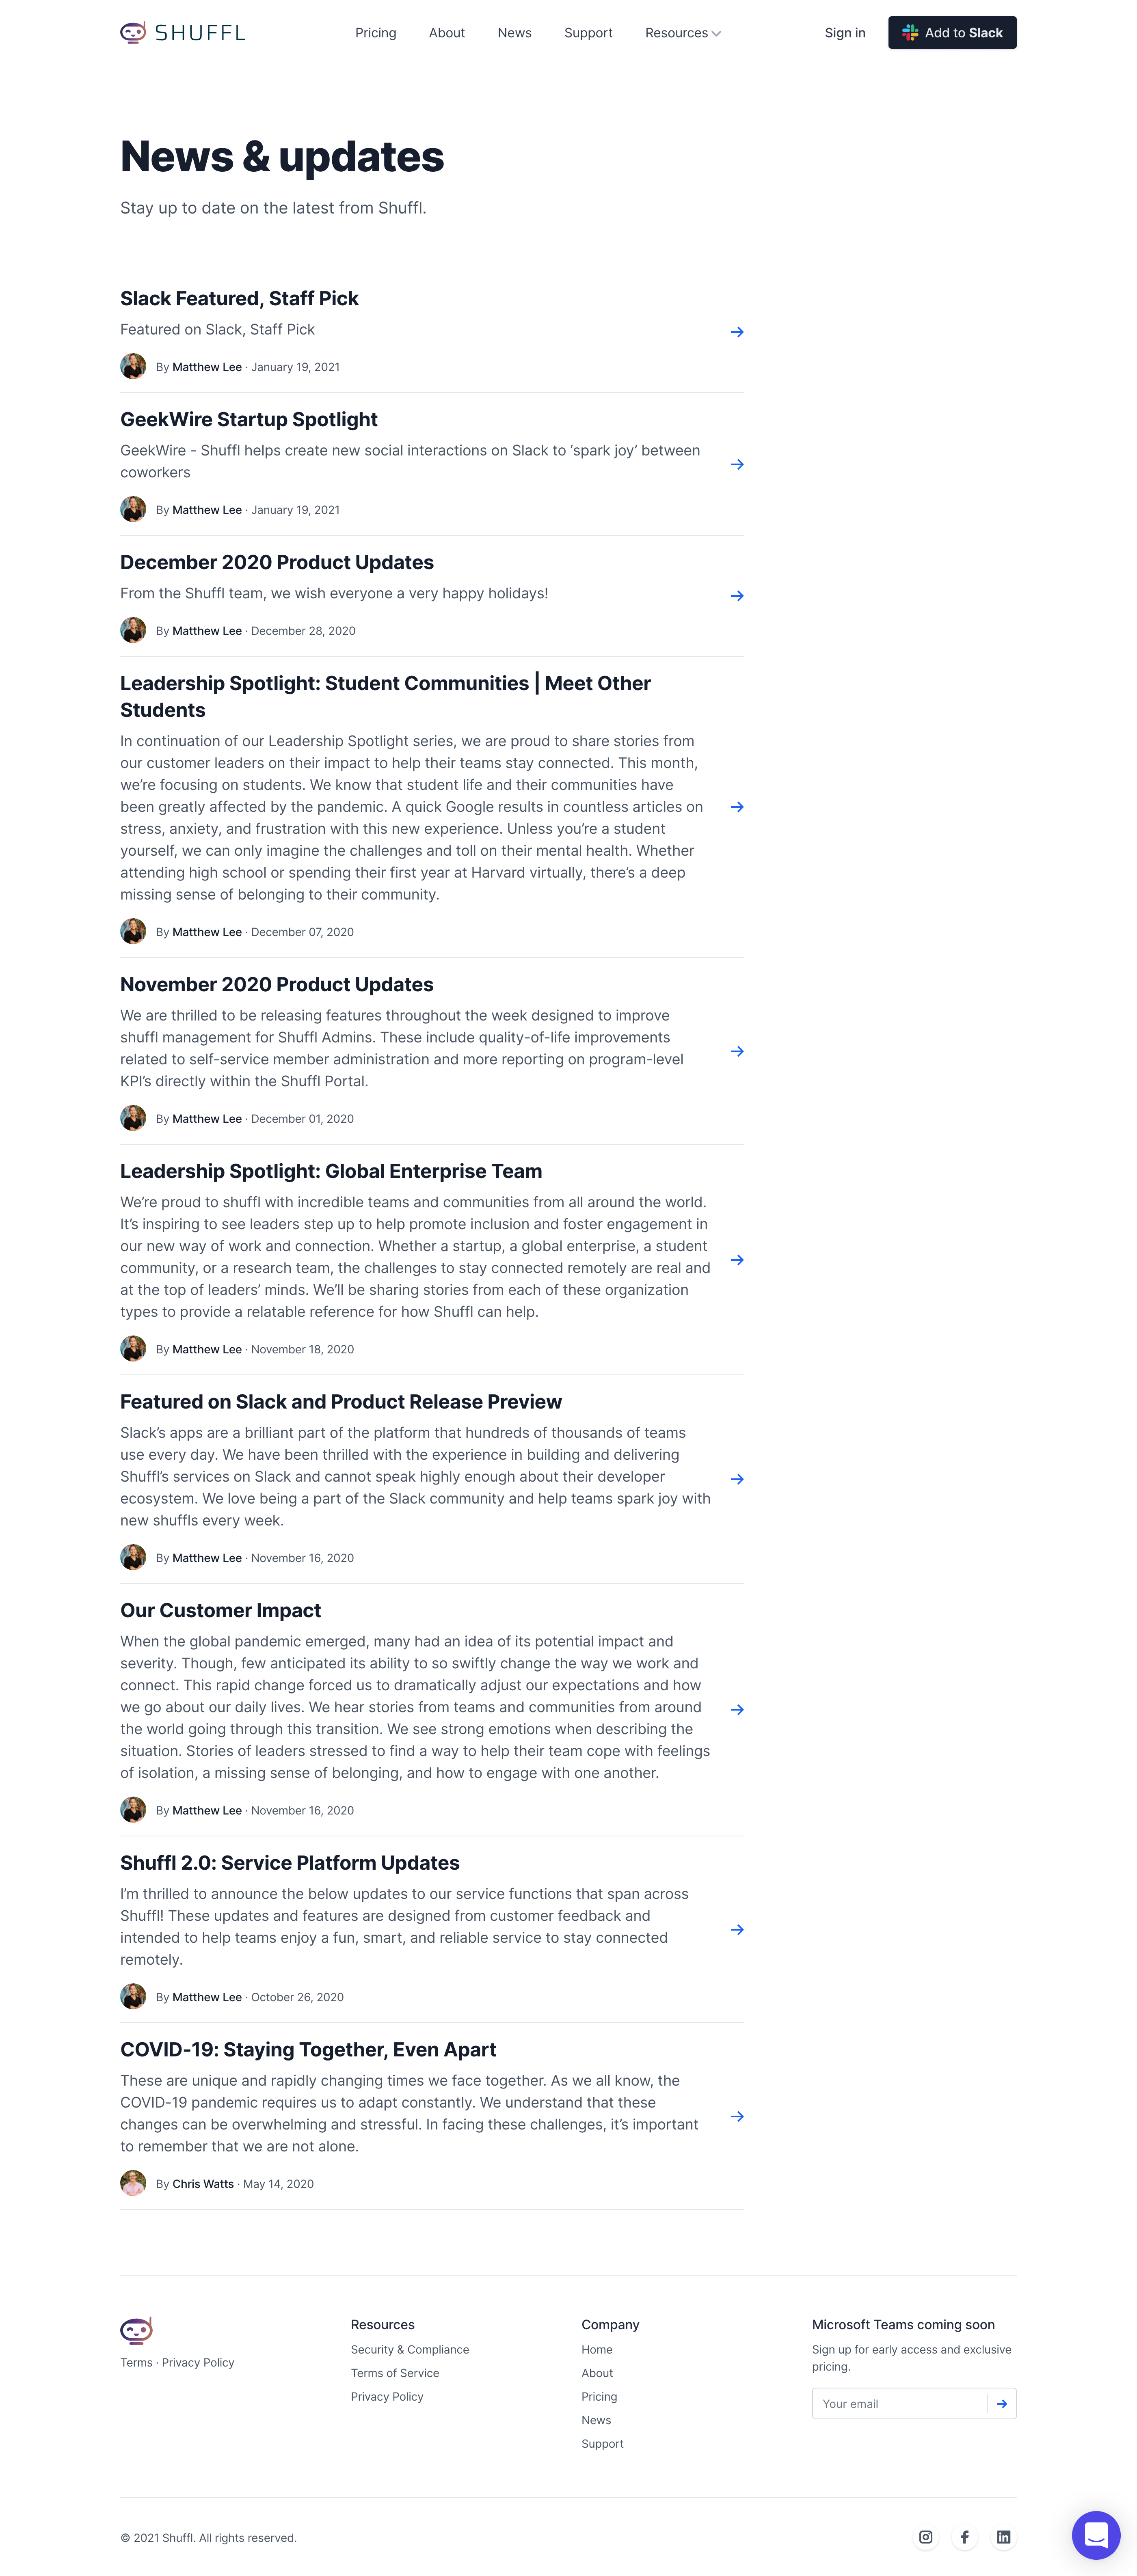 SHUFFL
Pricing
About
News
Support
Resources
Sign in
Add to Slack
News & updates
Stay up to date on the latest from Shuffl.
Slack Featured, Staff Pick
Featured on Slack, Staff Pick
By Matthew Lee · January 19, 2021
GeekWire Startup Spotlight
GeekWire - Shuffl helps create new social interactions on Slack to ‘spark joy’ between
coworkers
By Matthew Lee · January 19, 2021
December 2020 Product Updates
From the Shuffl team, we wish everyone a very happy holidays!
By Matthew Lee · December 28, 2020
Leadership Spotlight: Student Communities | Meet Other
Students
In continuation of our Leadership Spotlight series, we are proud to share stories from
our customer leaders on their impact to help their teams stay connected. This month,
we’re focusing on students. We know that student life and their communities have
been greatly affected by the pandemic. A quick Google results in countless articles on
stress, anxiety, and frustration with this new experience. Unless you’re a student
yourself, we can only imagine the challenges and toll on their mental health. Whether
attending high school or spending their first year at Harvard virtually, there’s a deep
missing sense of belonging to their community.
By Matthew Lee · December 07, 2020
November 2020 Product Updates
We are thrilled to be releasing features throughout the week designed to improve
shuffl management for Shuffl Admins. These include quality-of-life improvements
related to self-service member administration and more reporting on program-level
KPI’s directly within the Shuffl Portal.
By Matthew Lee · December 01, 2020
Leadership Spotlight: Global Enterprise Team
We’re proud to shuffl with incredible teams and communities from all around the world.
It’s inspiring to see leaders step up to help promote inclusion and foster engagement in
our new way of work and connection. Whether a startup, a global enterprise, a student
community, or a research team, the challenges to stay connected remotely are real and
at the top of leaders’ minds. We’ll be sharing stories from each of these organization
types to provide a relatable reference for how Shuffl can help.
By Matthew Lee · November 18, 2020
Featured on Slack and Product Release Preview
Slack’s apps are a brilliant part of the platform that hundreds of thousands of teams
use every day. We have been thrilled with the experience in building and delivering
Shuffl’s services on Slack and cannot speak highly enough about their developer
ecosystem. We love being a part of the Slack community and help teams spark joy with
new shuffls every week.
By Matthew Lee · November 16, 2020
Our Customer Impact
When the global pandemic emerged, many had an idea of its potential impact and
severity. Though, few anticipated its ability to so swiftly change the way we work and
connect. This rapid change forced us to dramatically adjust our expectations and how
we go about our daily lives. We hear stories from teams and communities from around
the world going through this transition. We see strong emotions when describing the
situation. Stories of leaders stressed to find a way to help their team cope with feelings
of isolation, a missing sense of belonging, and how to engage with one another.
By Matthew Lee · November 16, 2020
Shuffl 2.0: Service Platform Updates
I’m thrilled to announce the below updates to our service functions that span across
Shuffl! These updates and features are designed from customer feedback and
intended to help teams enjoy a fun, smart, and reliable service to stay connected
remotely.
By Matthew Lee · October 26, 2020
COVID-19: Staying Together, Even Apart
These are unique and rapidly changing times we face together. As we all know, the
COVID-19 pandemic requires us to adapt constantly. We understand that these
changes can be overwhelming and stressful. In facing these challenges, it’s important
to remember that we are not alone.
By Chris Watts · May 14, 2020
Terms · Privacy Policy
Resources
Security & Compliance
Terms of Service
Privacy Policy
Company
Home
About
Pricing
News
Support
Microsoft Teams coming soon
Sign up for early access and exclusive
pricing.
Your email
© 2021 Shuffl. All rights reserved.